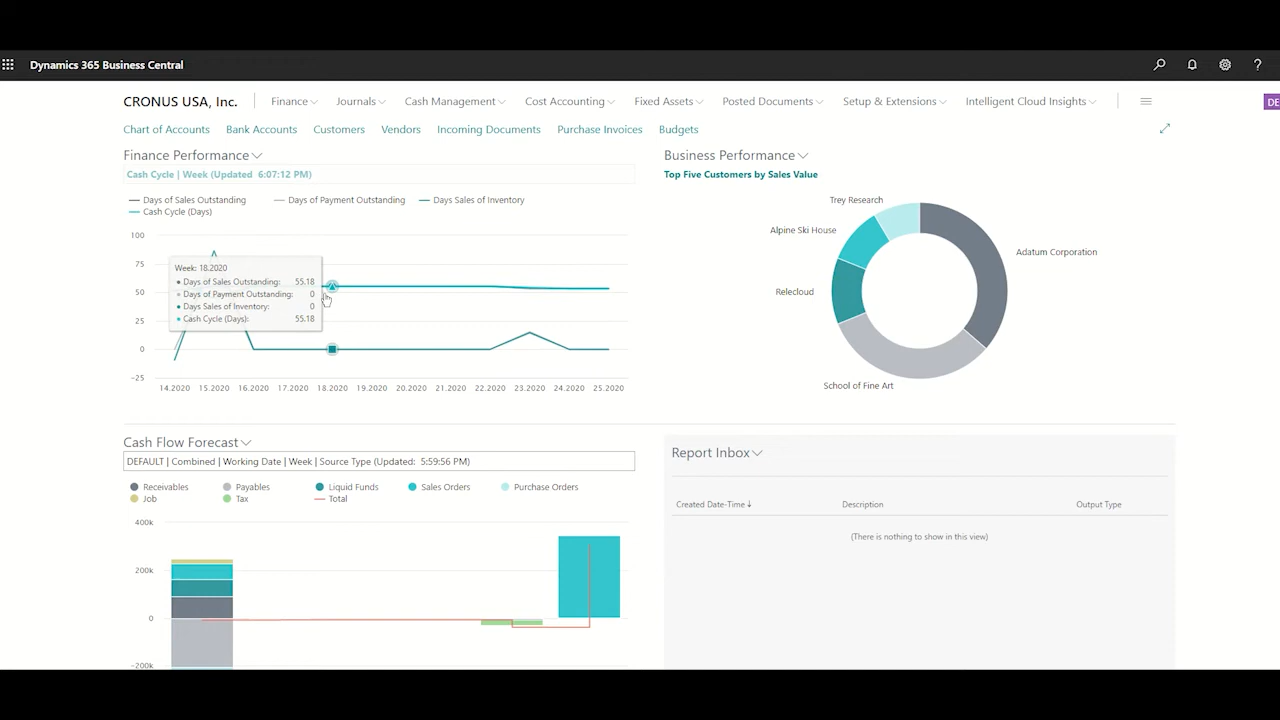 Dynamics 365 Business Central
?
CRONUS USA, Inc.
Finance Journals Cash Management Cost Accounting Fixed Assets Posted Documents Setup & Extensions Intelligent Cloud Insights
DE
Chart of Accounts Bank Accounts Customers Vendors Incoming Documents Purchase Invoices Budgets
Finance Performance
Cash Cycle | Week (Updated 6:07:12 PM)
Days of Sales Outstanding Days of Payment Outstanding Days Sales of Inventory
Cash Cycle (Days)
100
75
50
25
0
-25
Week: 18.2020
Days of Sales Outstanding: 55.18
Days of Payment Outstanding: 0
Days Sales of Inventory: 0
Cash Cycle (Days): 55.18
14.2020 15.2020 16.2020 17.2020 18.2020 19.2020 20.2020 21.2020 22.2020 23.2020 24.2020 25.2020
Business Performance
Top Five Customers by Sales Value
Trey Research
Alpine Ski House
Adatum Corporation
Relecloud
School of Fine Art
Cash Flow Forecast
DEFAULT | Combined | Working Date | Week | Source Type (Updated: 5:59:56 PM)
Receivables Payables Liquid Funds Sales Orders Purchase Orders
Job Tax Total
400k
200k
0
-200k
Report Inbox
Created Date-Time ↓ Description Output Type
(There is nothing to show in this view)